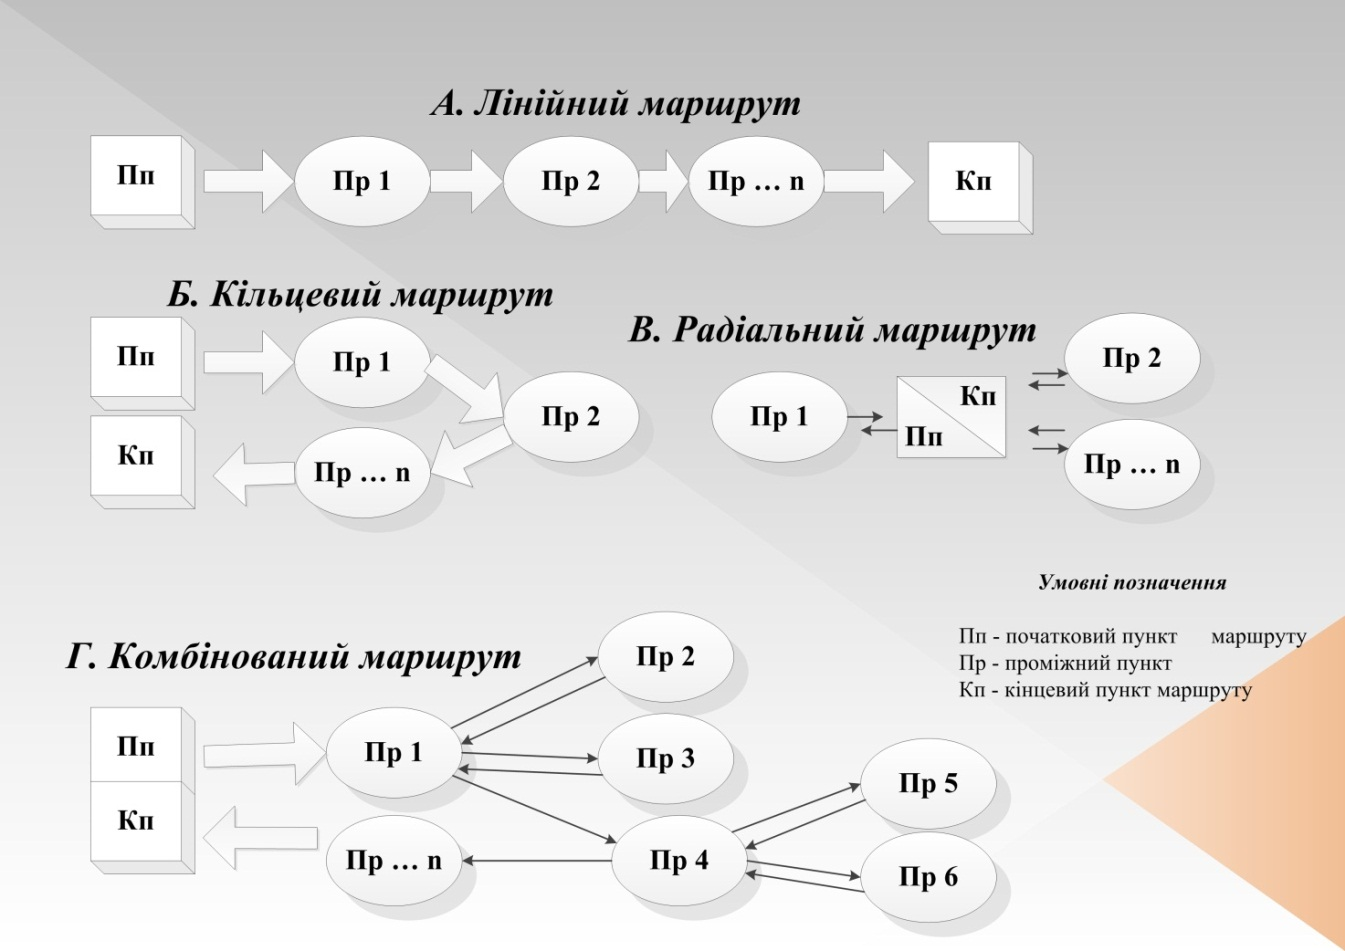 А. Лінійний маршрут
Пп
Пр 1
Пр 2
Пр … n
Кп
Б. Кільцевий маршрут
Пп
Пр 1
Пр 2
Кп
Пр … n
В. Радіальний маршрут
Пр 1
Кп
Пп
Пр 2
Пр … n
Умовні позначення
Пп - початковий пункт маршруту
Пр - проміжний пункт
Кп - кінцевий пункт маршруту
Г. Комбінований маршрут
Пп
Пр 1
Пр 2
Пр 3
Кп
Пр … n
Пр 4
Пр 5
Пр 6